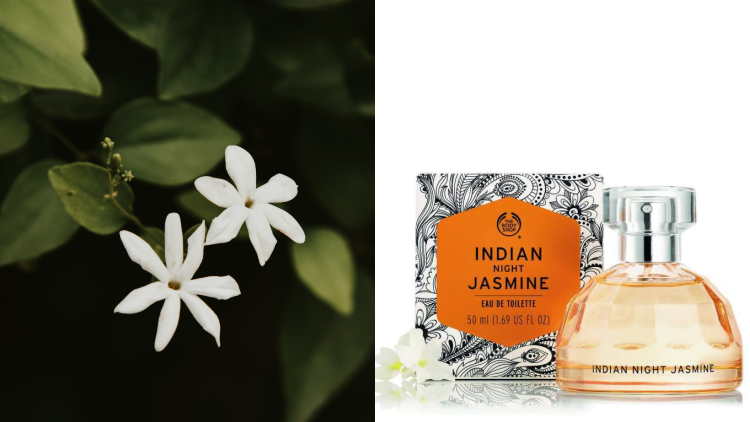 THE
BODY
SHOP
INDIAN
NIGHT
JASMINE
EAU DE TOILETTE
50 ml (1.69 US FL OZ)
INDIAN NIGHT JASMINE